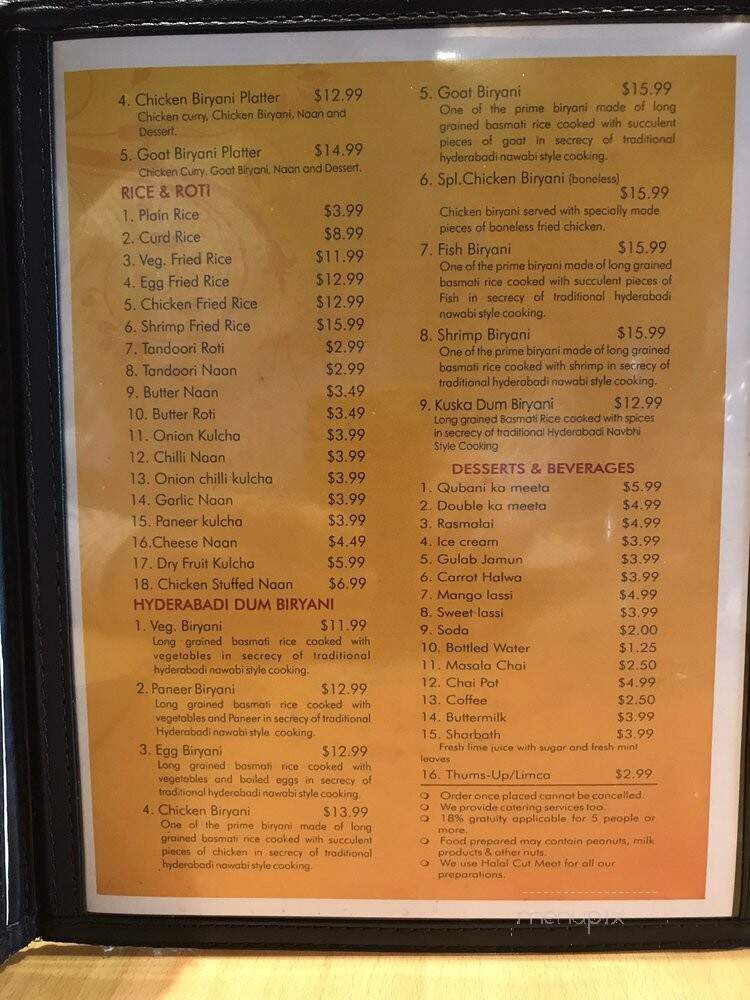 4. Chicken Biryani Platter $12.99
Chicken curry, Chicken Biryani, Naan and
Dessert.
5. Goat Biryani Platter $14.99
Chicken Curry, Goat Biryani, Naan and Dessert.
RICE & ROTI
1. Plain Rice $3.99
2. Curd Rice $8.99
3. Veg. Fried Rice $11.99
4. Egg Fried Rice $12.99
5. Chicken Fried Rice $12.99
6. Shrimp Fried Rice $15.99
7. Tandoori Roti $2.99
8. Tandoori Naan $2.99
9. Butter Naan $3.49
10. Butter Roti $3.49
11. Onion Kulcha $3.99
12. Chilli Naan $3.99
13. Onion chilli kulcha $3.99
14. Garlic Naan $3.99
15. Paneer kulcha $3.99
16.Cheese Naan $4.49
17. Dry Fruit Kulcha $5.99
18. Chicken Stuffed Naan $6.99
HYDERABADI DUM BIRYANI
1. Veg. Biryani $11.99
Long grained basmati rice cooked with
vegetables in secrecy of traditional
hyderabadi nawabi style cooking.
2. Paneer Biryani $12.99
Long grained basmati rice cooked with
vegetables and Paneer in secrecy of traditional
Hyderabadi nawabi style cooking.
3. Egg Biryani $12.99
Long grained basmati rice cooked with
vegetables and boiled eggs in secrecy of
traditional hyderabadi nawabi style cooking.
4. Chicken Biryani $13.99
One of the prime biryani made of long
grained basmati rice cooked with succulent
pieces of chicken in secrecy of traditional
hyderabadi nawabi style cooking.
5. Goat Biryani $15.99
One of the prime biryani made of long
grained basmati rice cooked with succulent
pieces of goat in secrecy of traditional
hyderabadi nawabi style cooking.
6. Spl.Chicken Biryani (boneless)
$15.99
Chicken biryani served with specially made
pieces of boneless fried chicken.
7. Fish Biryani $15.99
One of the prime biryani made of long grained
basmati rice cooked with succulent pieces of
Fish in secrecy of traditional hyderabadi
nawabi style cooking.
8. Shrimp Biryani $15.99
One of the prime biryani made of long grained
basmati rice cooked with shrimp in secrecy of
traditional hyderabadi nawabi style cooking.
9. Kuska Dum Biryani $12.99
Long grained Basmati Rice cooked with spices
in secrecy of traditional Hyderabadi Navbhi
Style Cooking
DESSERTS & BEVERAGES
1. Qubani ka meeta $5.99
2. Double ka meeta $4.99
3. Rasmalai $4.99
4. Ice cream $3.99
5. Gulab Jamun $3.99
6. Carrot Halwa $3.99
7. Mango lassi $4.99
8. Sweet lassi $3.99
9. Soda $2.00
10. Bottled Water $1.25
11. Masala Chai $2.50
12. Chai Pot $4.99
13. Coffee $2.50
14. Buttermilk $3.99
15. Sharbath $3.99
Fresh lime juice with sugar and fresh mint
leaves
16. Thums-Up/Limca $2.99
Order once placed cannot be cancelled.
We provide catering services too.
18% gratuity applicable for 5 people or
more.
Food prepared may contain peanuts, milk
products & other nuts.
We use Halal Cut Meat for all our
preparations.
menupix